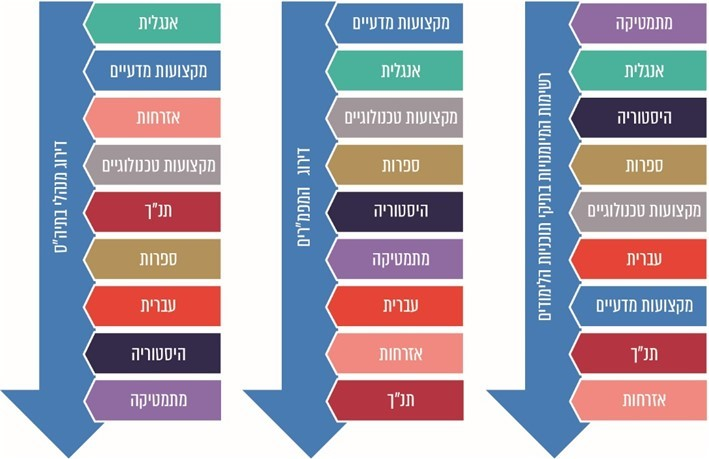 רשימות המיומנויות בתיקי תוכניות הלימודים
מתמטיקה
אנגלית
היסטוריה
ספרות
מקצועות טכנולוגיים
עברית
מקצועות מדעיים
תנ"ך
אזרחות
דירוג המפמ"רים
מקצועות מדעיים
אנגלית
מקצועות טכנולוגיים
ספרות
היסטוריה
מתמטיקה
עברית
אזרחות
תנ"ך
דירוג מנהלי בתיה"ס
אנגלית
מקצועות מדעיים
אזרחות
מקצועות טכנולוגיים
תנ"ך
ספרות
עברית
היסטוריה
מתמטיקה